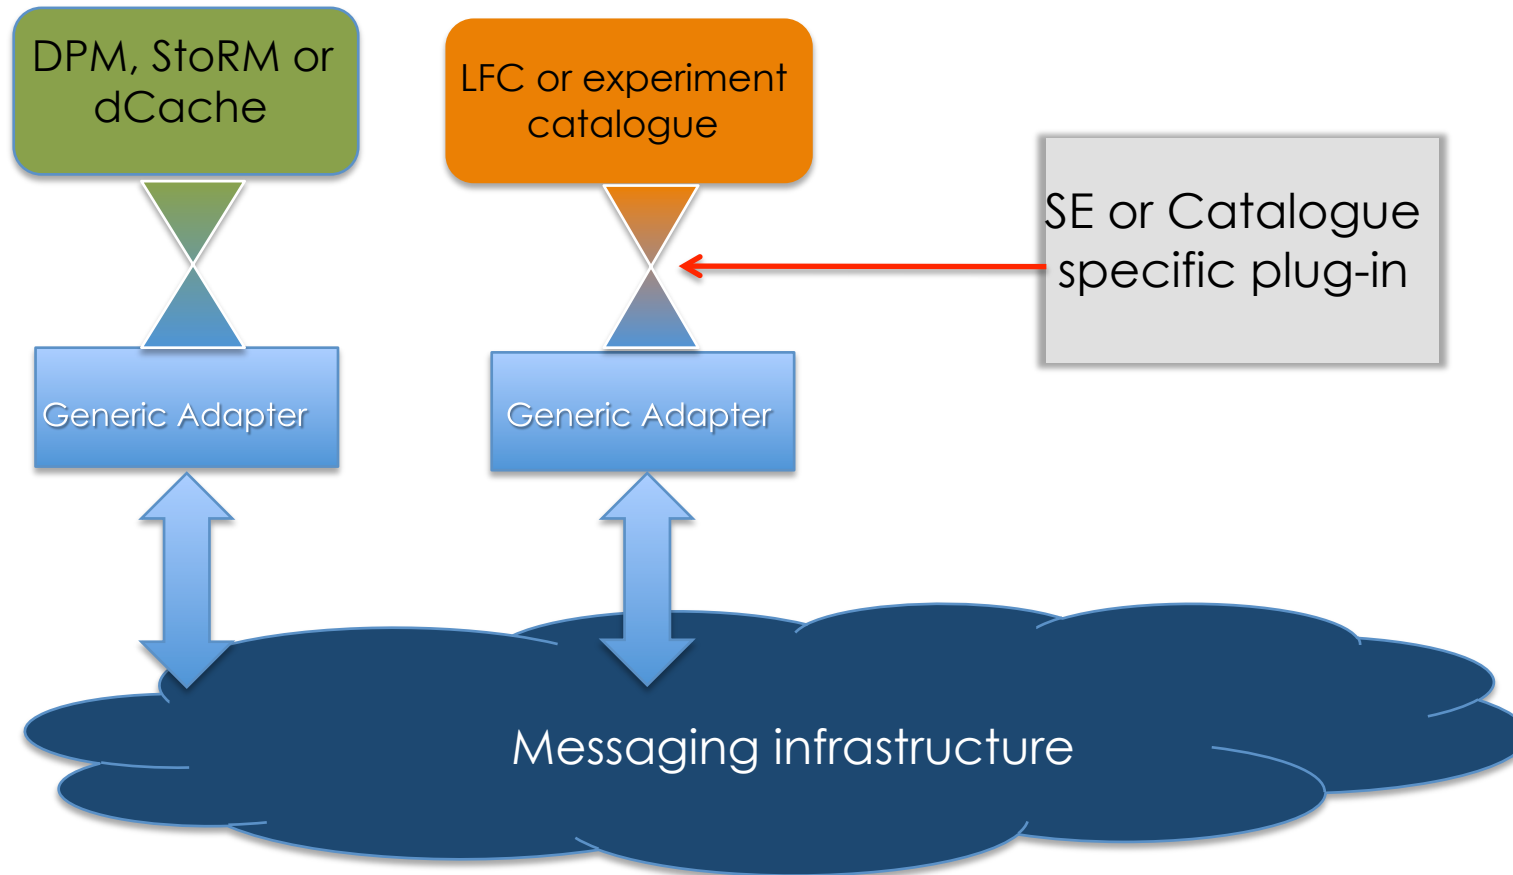 DPM, StoRM or
dCache
LFC or experiment
catalogue
SE or Catalogue
specific plug-in
Generic Adapter
Generic Adapter
Messaging infrastructure